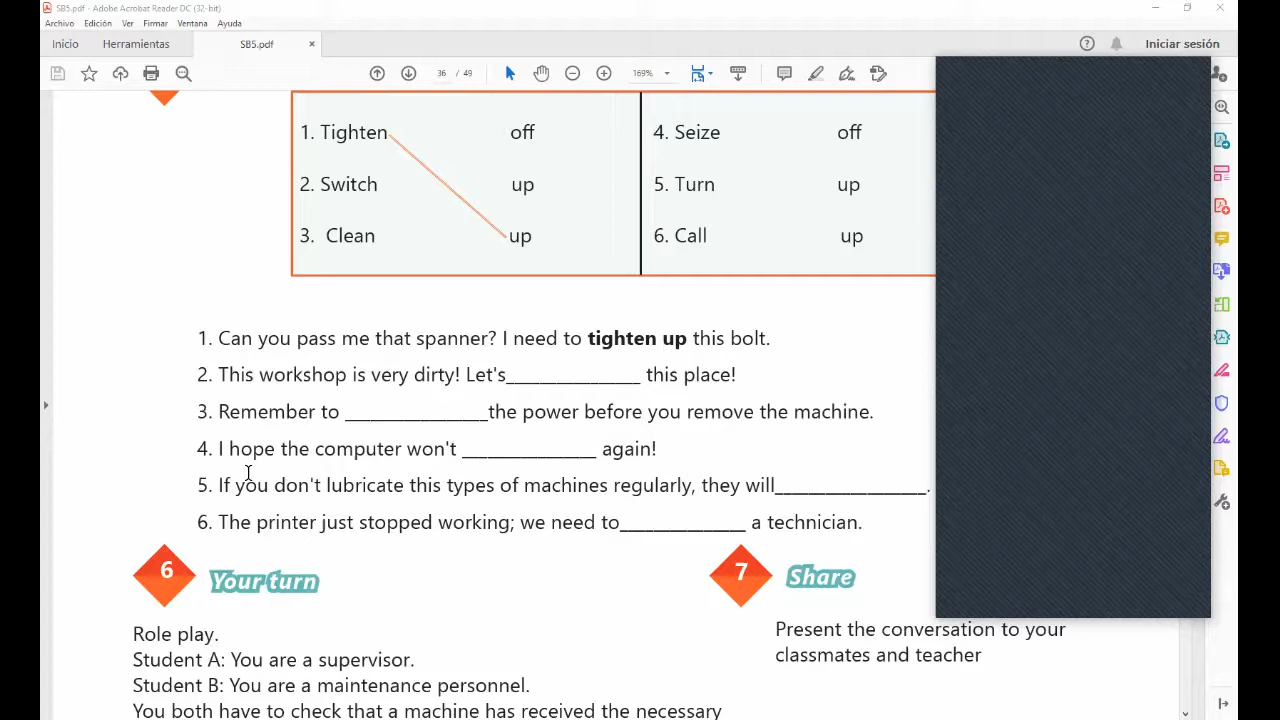 SB5.pdf - Adobe Acrobat Reader DC (32-bit)
Archivo Edición Ver Firmar Ventana Ayuda
Inicio Herramientas SB5.pdf × Iniciar sesión
36 / 49 169%
1. Tighten off 4. Seize off
2. Switch up 5. Turn up
3. Clean up 6. Call up
1. Can you pass me that spanner? I need to tighten up this bolt.
2. This workshop is very dirty! Let's________________ this place!
3. Remember to _________________the power before you remove the machine.
4. I hope the computer won't ________________ again!
5. If you don't lubricate this types of machines regularly, they will__________________.
6. The printer just stopped working; we need to_______________ a technician.
6 Your turn
7 Share
Role play.
Student A: You are a supervisor.
Student B: You are a maintenance personnel.
You both have to check that a machine has received the necessary
Present the conversation to your
classmates and teacher